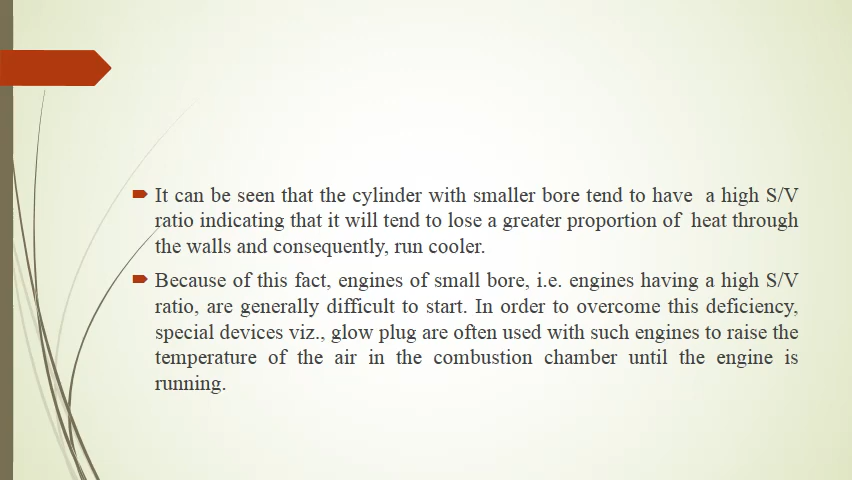 It can be seen that the cylinder with smaller bore tend to have a high S/V
ratio indicating that it will tend to lose a greater proportion of heat through
the walls and consequently, run cooler.
Because of this fact, engines of small bore, i.e. engines having a high S/V
ratio, are generally difficult to start. In order to overcome this deficiency,
special devices viz., glow plug are often used with such engines to raise the
temperature of the air in the combustion chamber until the engine is
running.